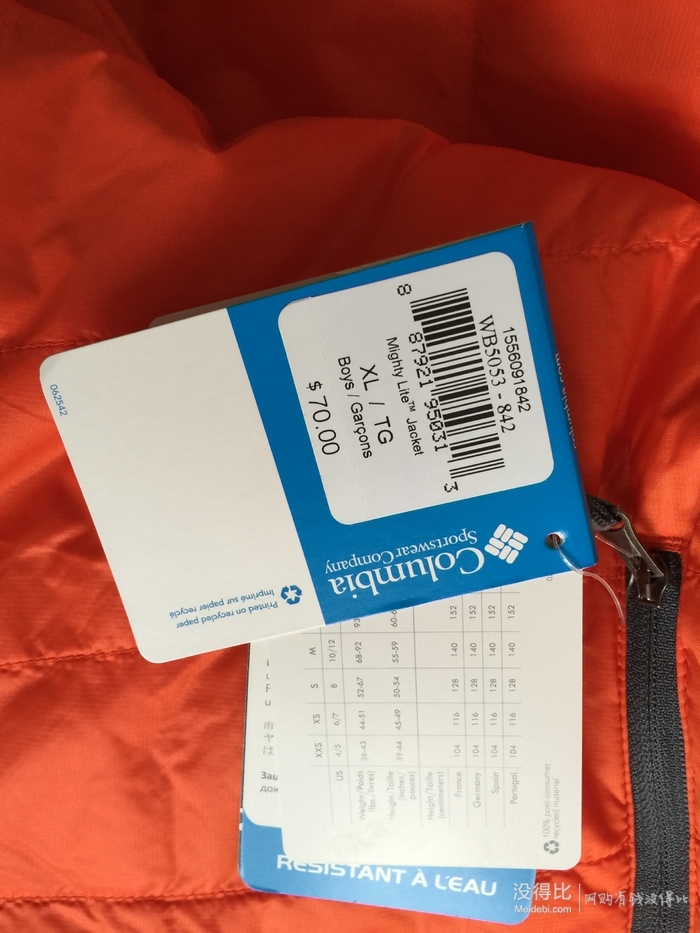 1556091842
WB5053 - 842
8 87921 95031 3
Mighty Lite™ Jacket
XL / TG
Boys / Garçons
$70.00
Columbia
Sportswear Company
Printed on recycled paper
Imprimé sur papier recyclé
062542
M
S
XS
XXS
US
10/12
8
6/7
4/5
Weight/Poids
(lbs./livres)
68-92
52-67
44-51
36-43
Height/Taille
(inches/
pouces)
55-59
50-54
45-49
39-44
Height/Taille
(centimeters)
France
152
140
128
116
104
Germany
152
140
128
116
104
Spain
152
140
128
116
104
Portugal
152
140
128
116
104
100% post-consumer
recycled material
RÉSISTANT À L'EAU
没得比
Meidebi.com
网购有钱没得比